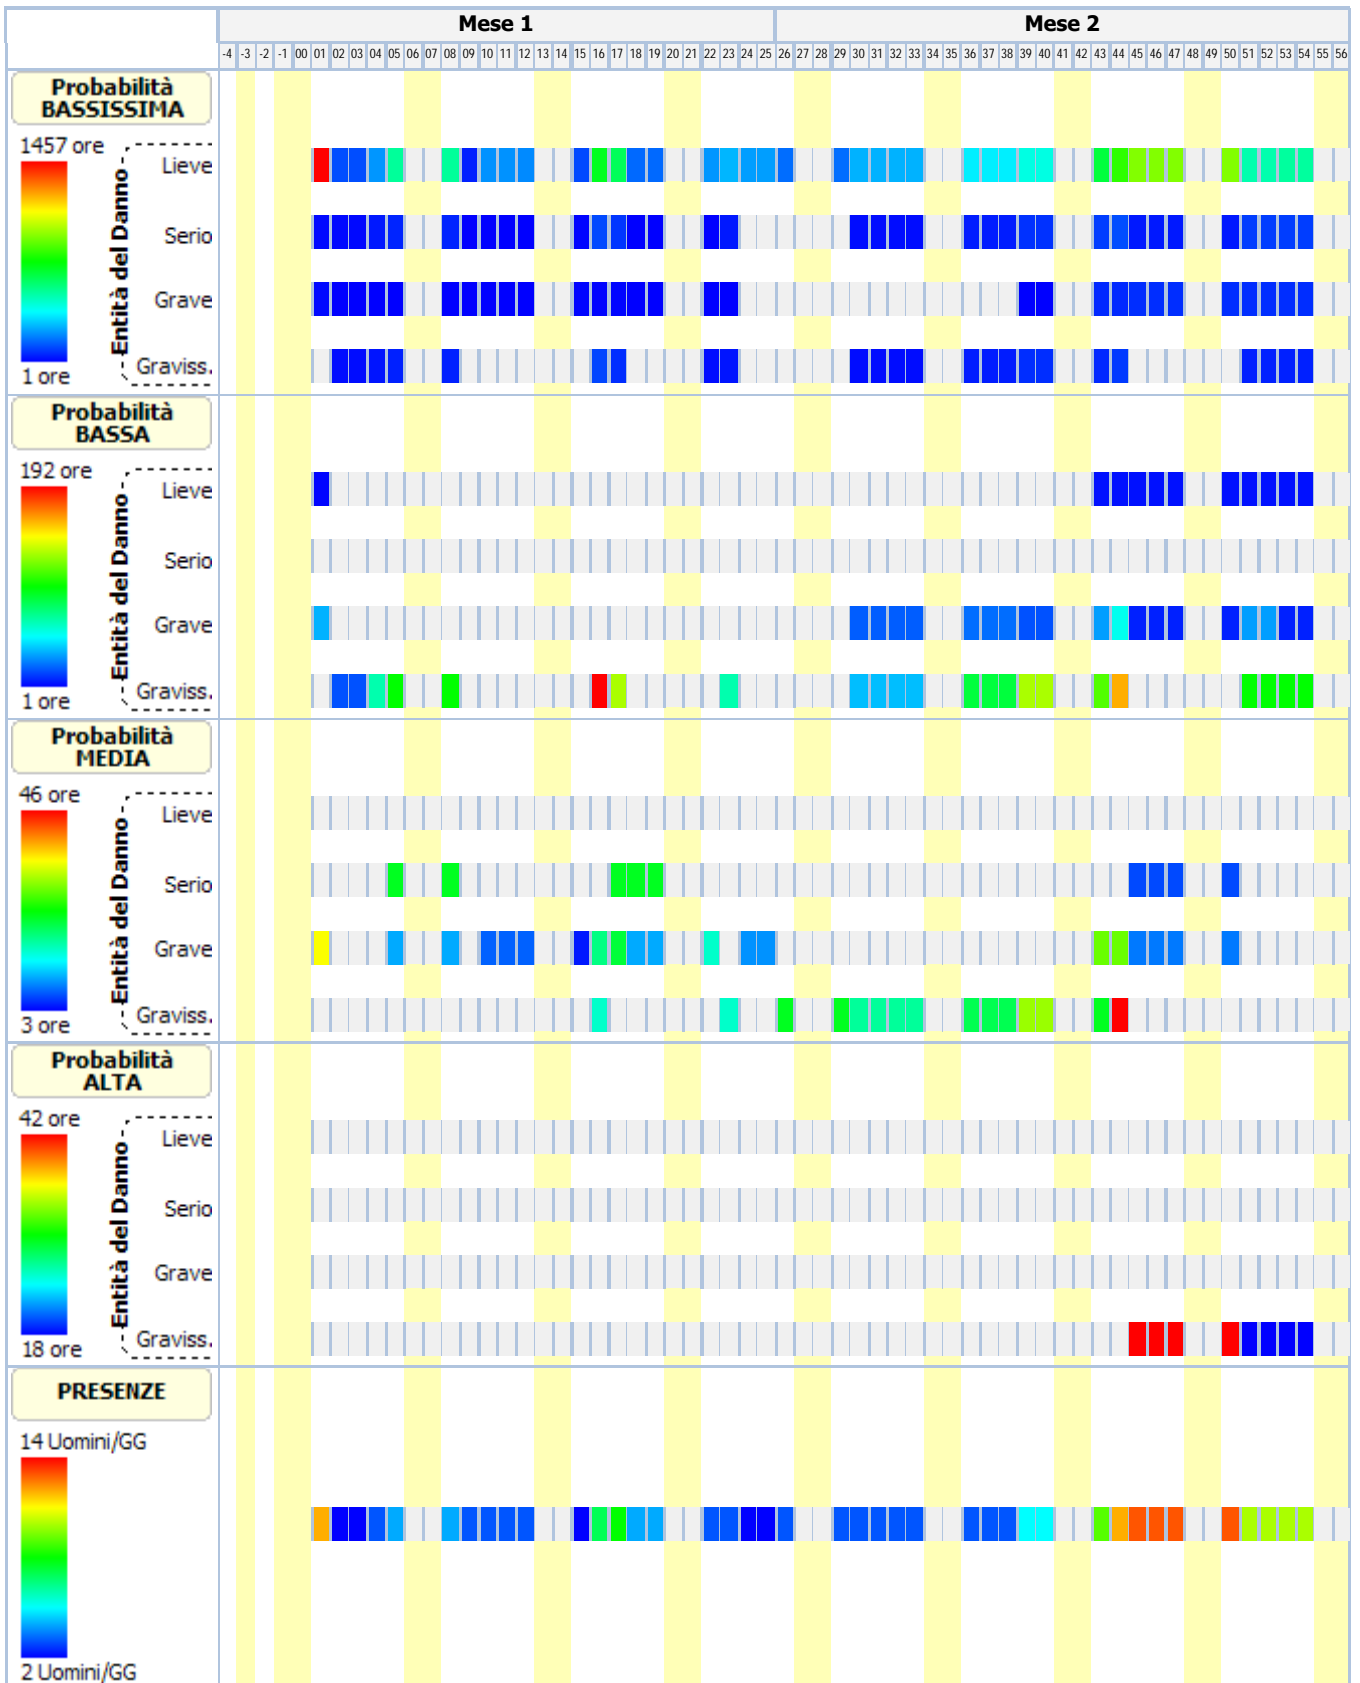 Mese 1 Mese 2
-4 -3 -2 -1 00 01 02 03 04 05 06 07 08 09 10 11 12 13 14 15 16 17 18 19 20 21 22 23 24 25 26 27 28 29 30 31 32 33 34 35 36 37 38 39 40 41 42 43 44 45 46 47 48 49 50 51 52 53 54 55 56
Probabilità
BASSISSIMA
1457 ore
Entità del Danno
Lieve
Serio
Grave
Graviss.
1 ore
Probabilità
BASSA
192 ore
Entità del Danno
Lieve
Serio
Grave
Graviss.
1 ore
Probabilità
MEDIA
46 ore
Entità del Danno
Lieve
Serio
Grave
Graviss.
3 ore
Probabilità
ALTA
42 ore
Entità del Danno
Lieve
Serio
Grave
Graviss.
18 ore
PRESENZE
14 Uomini/GG
2 Uomini/GG